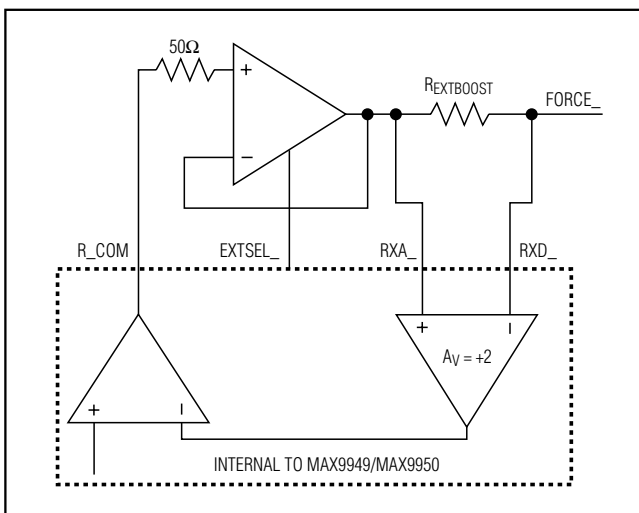 50Ω
+
−
REXTBOOST
FORCE_
R_COM
EXTSEL_
RXA_
RXD_
+
−
AV = +2
+
−
INTERNAL TO MAX9949/MAX9950